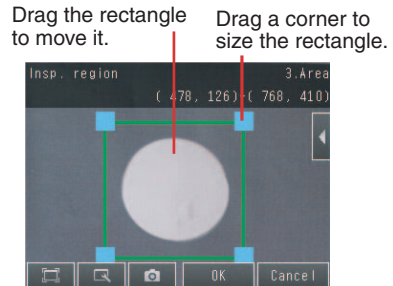 Drag the rectangle
to move it.
Drag a corner to
size the rectangle.
Insp. region
3.Area
( 478, 126)-( 768, 410)
OK
Cancel